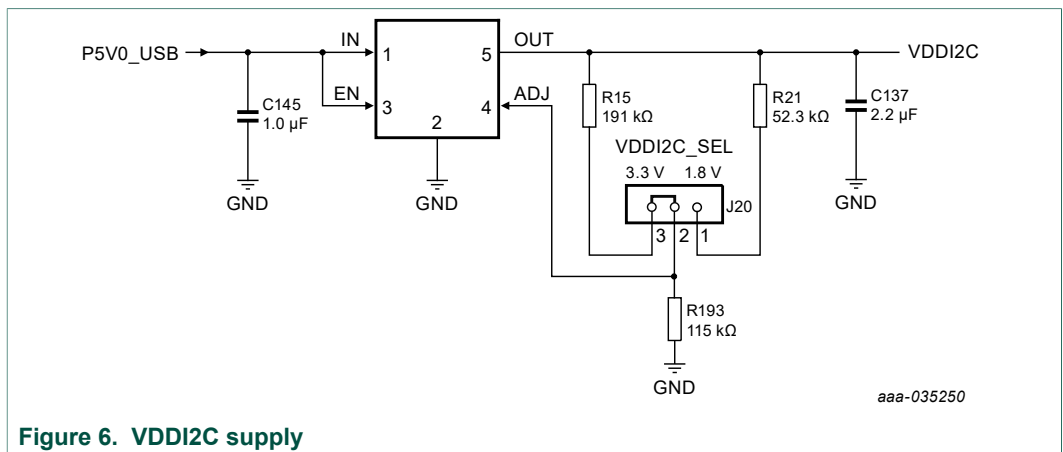 P5V0_USB
IN
1
5
OUT
VDDI2C
EN
3
4
ADJ
2
C145
1.0 µF
R15
191 kΩ
R21
52.3 kΩ
C137
2.2 µF
VDDI2C_SEL
3.3 V
1.8 V
J20
3
2
1
GND
GND
GND
R193
115 kΩ
GND
aaa-035250
Figure 6. VDDI2C supply